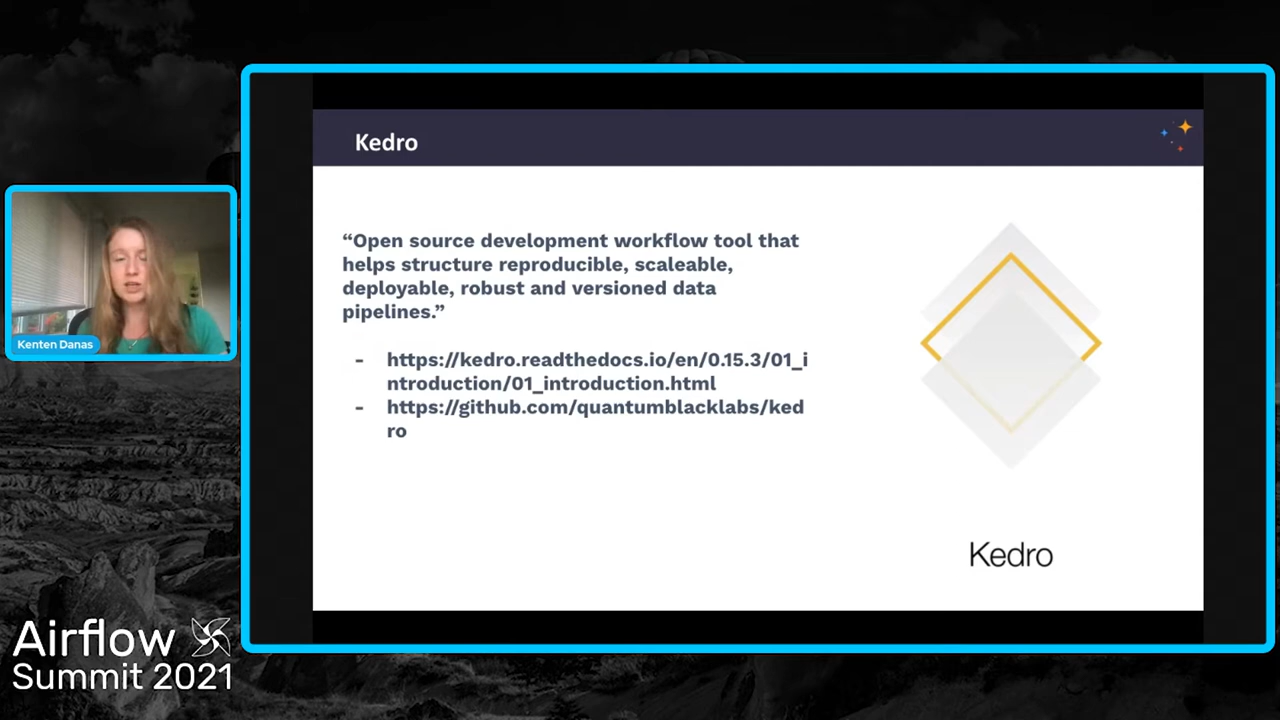 Kedro
“Open source development workflow tool that
helps structure reproducible, scaleable,
deployable, robust and versioned data
pipelines.”
- https://kedro.readthedocs.io/en/0.15.3/01_i
ntroduction/01_introduction.html
- https://github.com/quantumblacklabs/ked
ro
Kedro
Kenten Danas
Airflow
Summit 2021